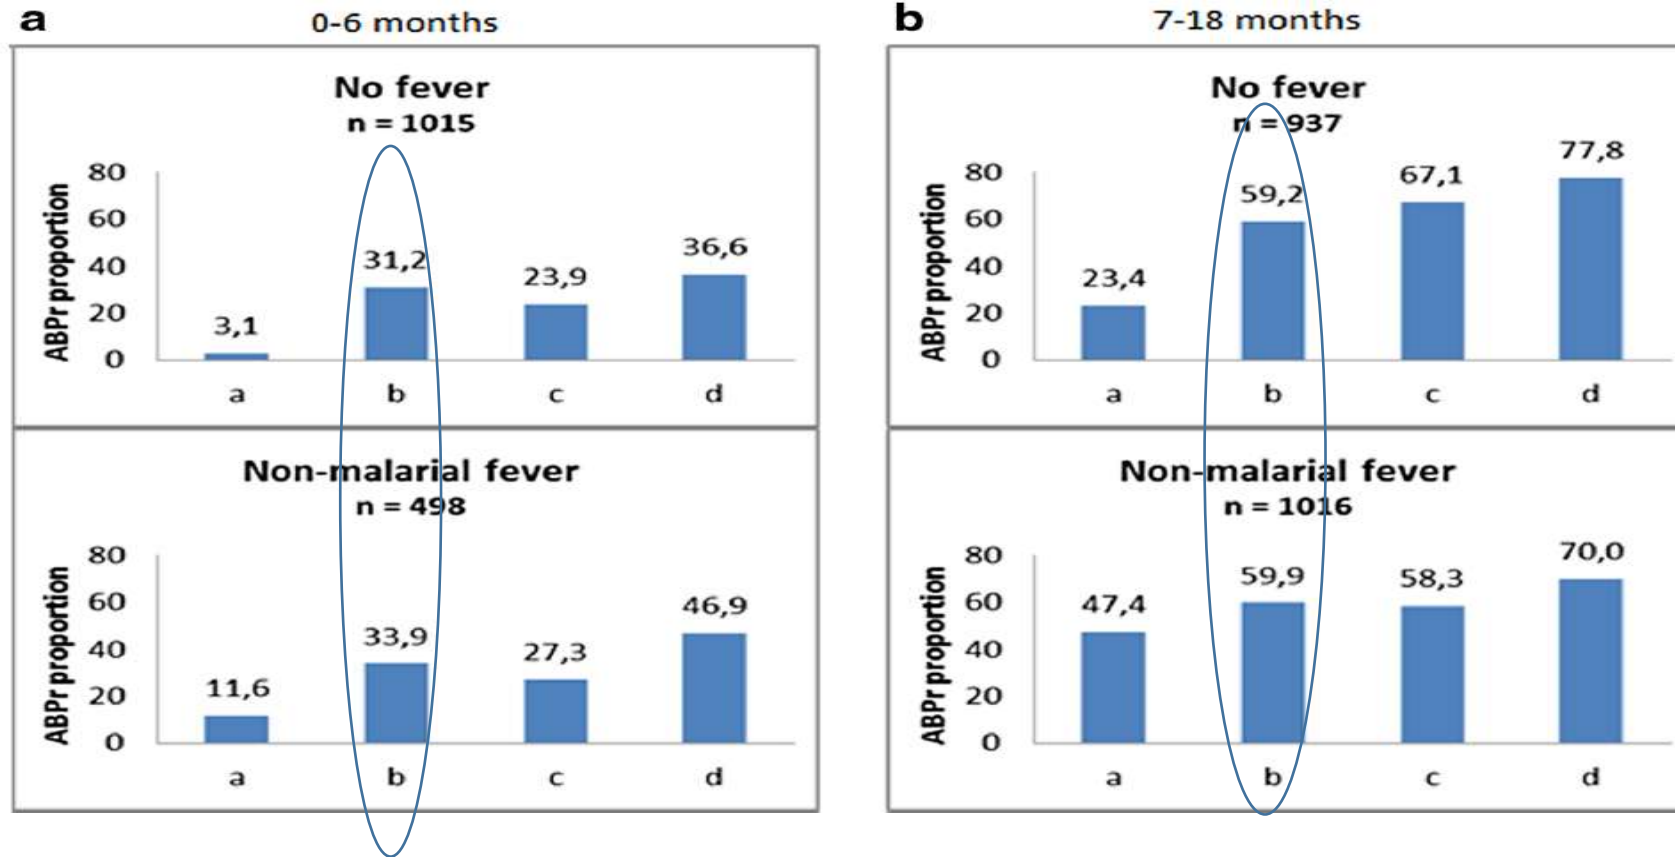 a
0-6 months
No fever
n = 1015
ABPr proportion
80
60
40
20
0
3,1
31,2
23,9
36,6
a b c d
Non-malarial fever
n = 498
ABPr proportion
80
60
40
20
0
11,6
33,9
27,3
46,9
a b c d
b
7-18 months
No fever
n = 937
ABPr proportion
80
60
40
20
0
23,4
59,2
67,1
77,8
a b c d
Non-malarial fever
n = 1016
ABPr proportion
80
60
40
20
0
47,4
59,9
58,3
70,0
a b c d